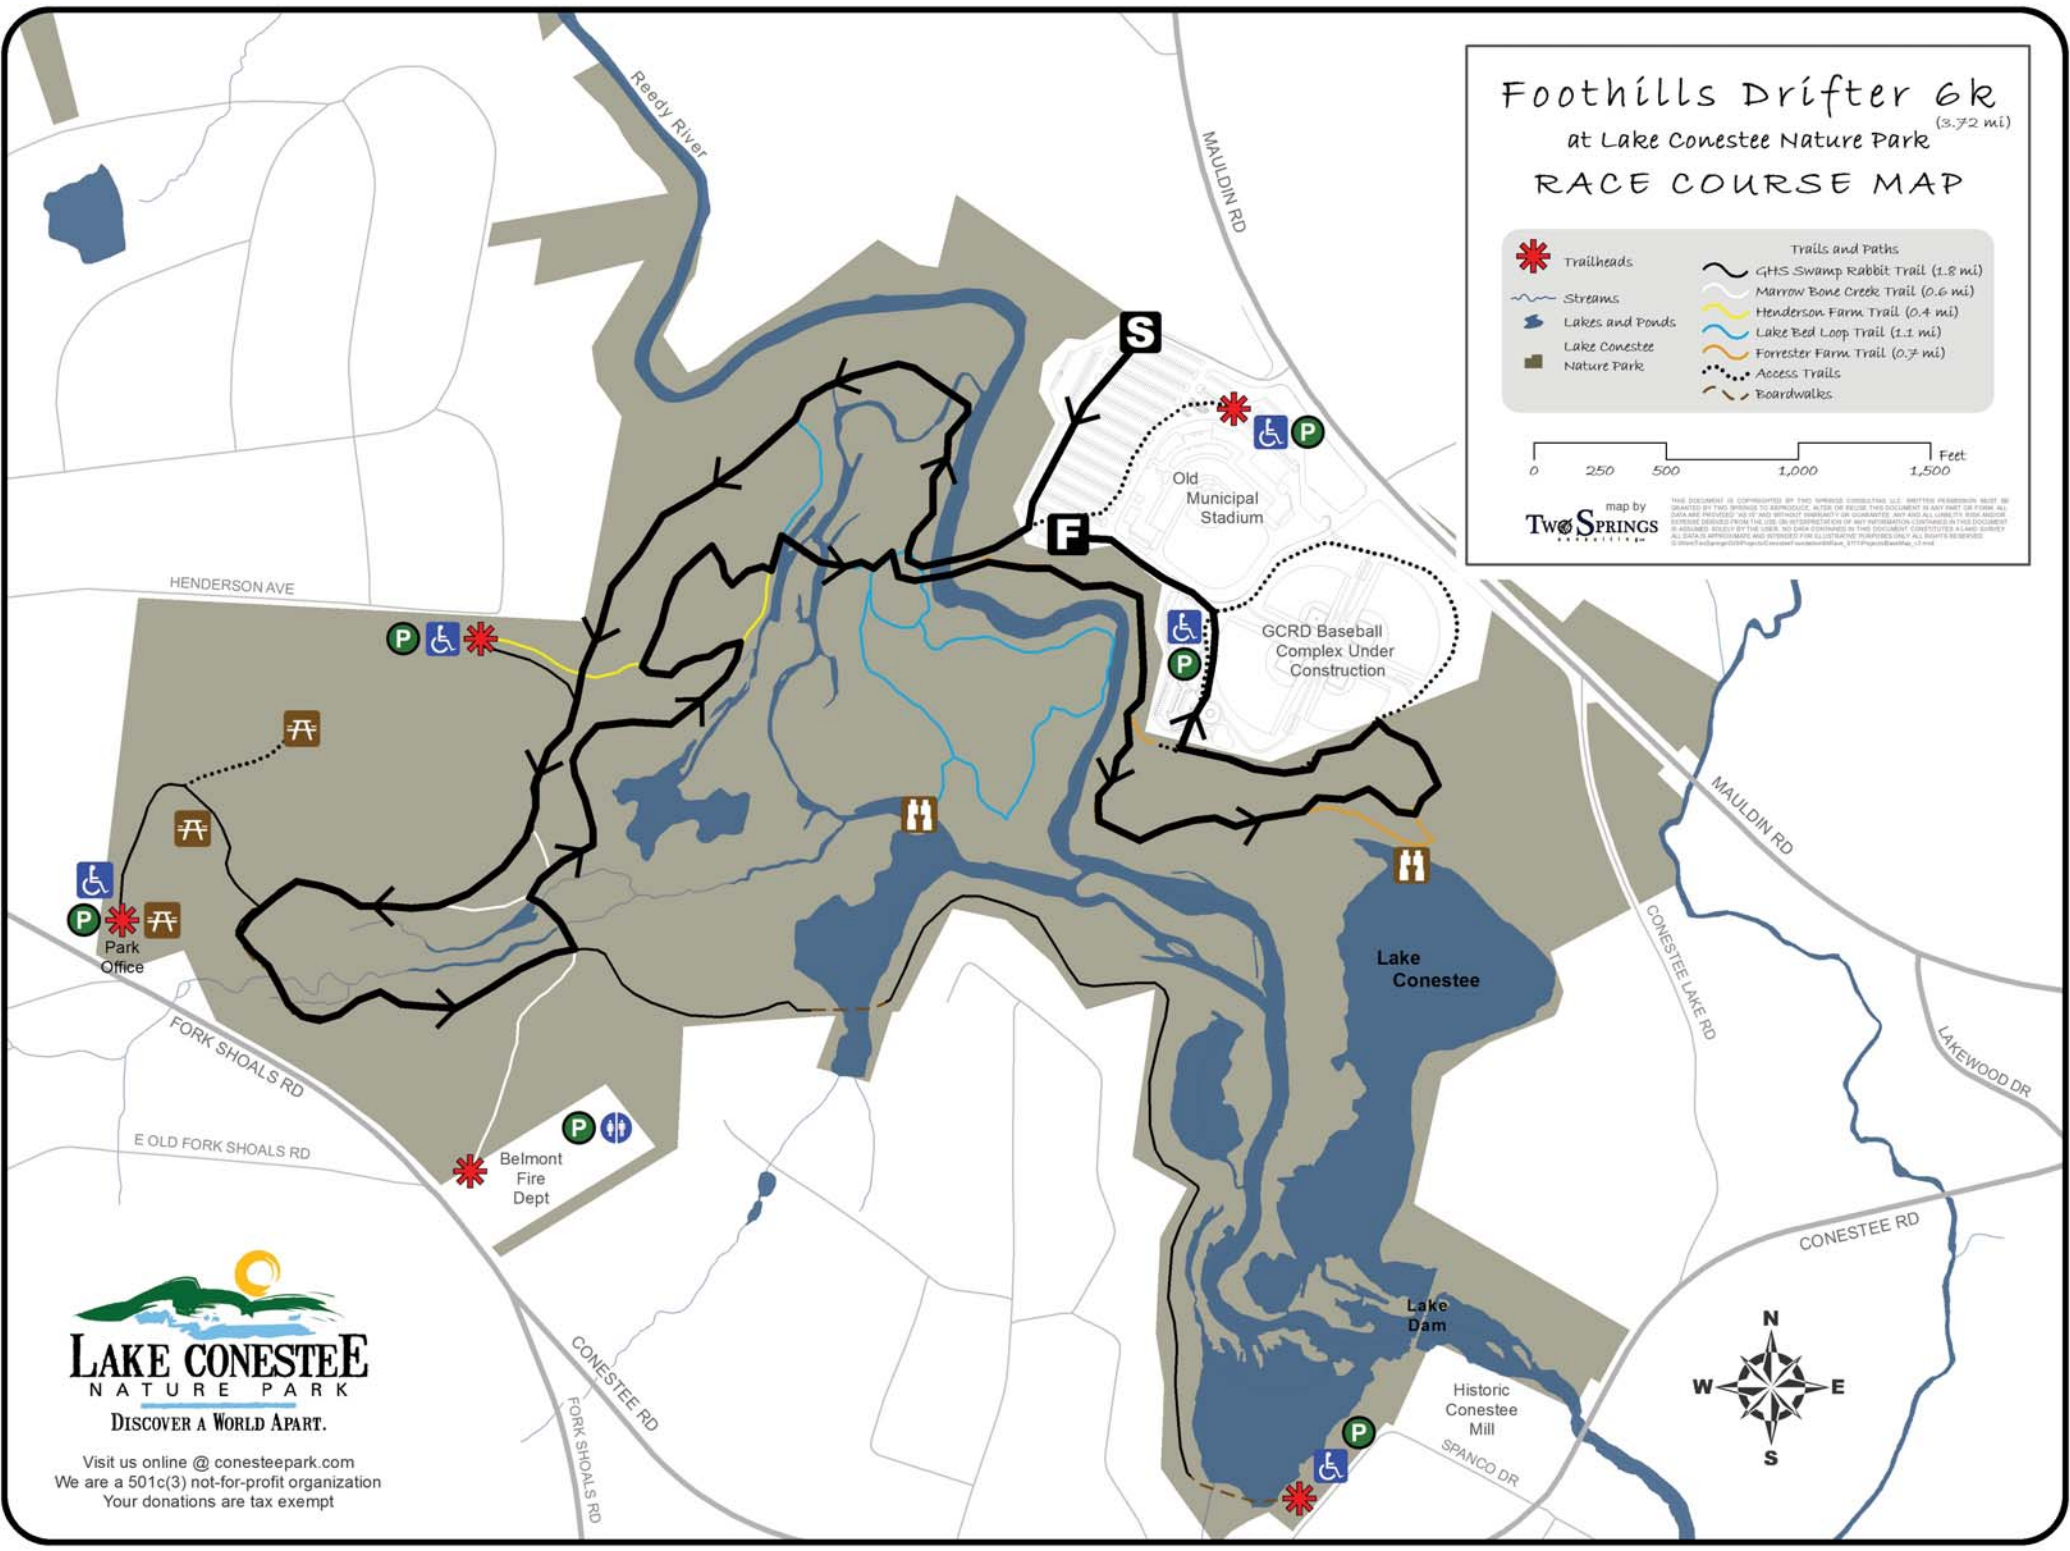 Foothills Drifter 6k
(3.72 mi)
at Lake Conestee Nature Park
RACE COURSE MAP
Trailheads
Streams
Lakes and Ponds
Lake Conestee
Nature Park
Trails and Paths
GHS Swamp Rabbit Trail (1.8 mi)
Marrow Bone Creek Trail (0.6 mi)
Henderson Farm Trail (0.4 mi)
Lake Bed Loop Trail (1.1 mi)
Forrester Farm Trail (0.7 mi)
Access Trails
Boardwalks
Feet
0 250 500 1,000 1,500
map by
TWO SPRINGS
consulting llc
Reedy River
MAULDIN RD
S
P
Old
Municipal
Stadium
F
HENDERSON AVE
P
GCRD Baseball
Complex Under
Construction
P
MAULDIN RD
P
Park
Office
Lake
Conestee
CONESTEE LAKE RD
LAKEWOOD DR
FORK SHOALS RD
E OLD FORK SHOALS RD
P
Belmont
Fire
Dept
CONESTEE RD
Lake
Dam
CONESTEE RD
FORK SHOALS RD
Historic
Conestee
Mill
P
SPANCO DR
N
W E
S
LAKE CONESTEE
NATURE PARK
DISCOVER A WORLD APART.
Visit us online @ conesteepark.com
We are a 501c(3) not-for-profit organization
Your donations are tax exempt